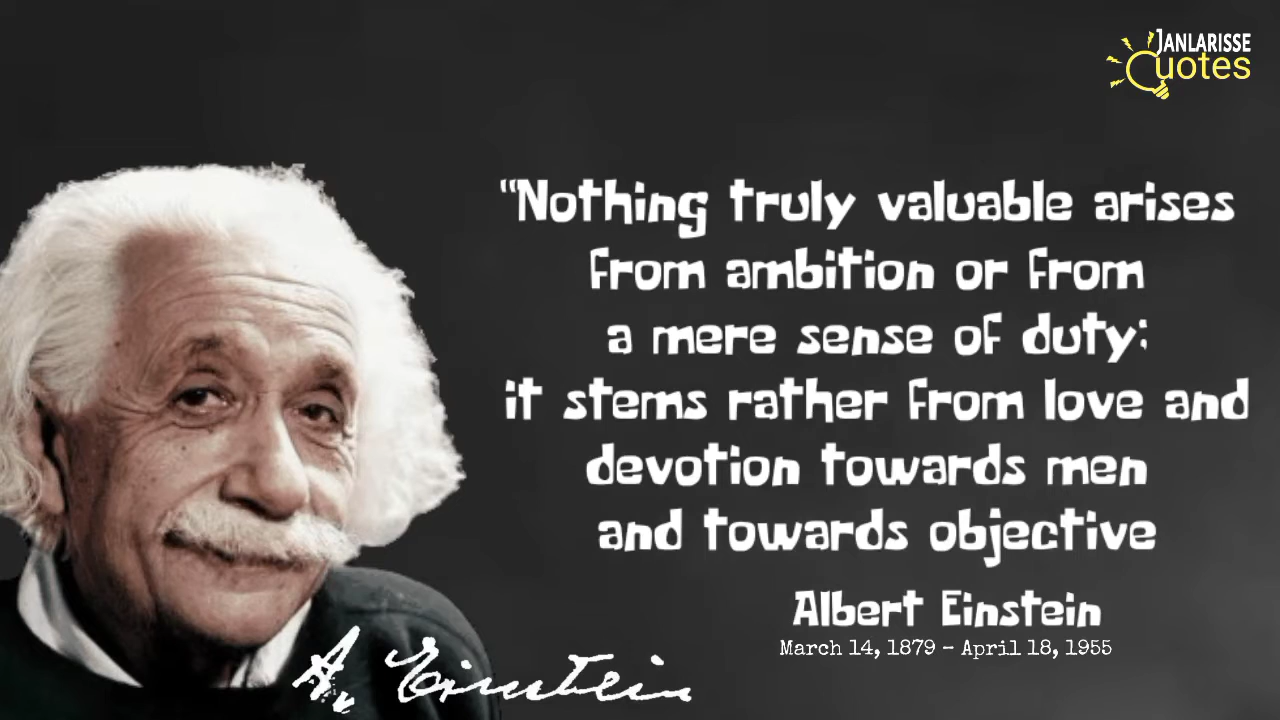 JANLARISSE
Quotes
“Nothing truly valuable arises
from ambition or from
a mere sense of duty;
it stems rather from love and
devotion towards men
and towards objective
Albert Einstein
March 14, 1879 – April 18, 1955
A. Einstein